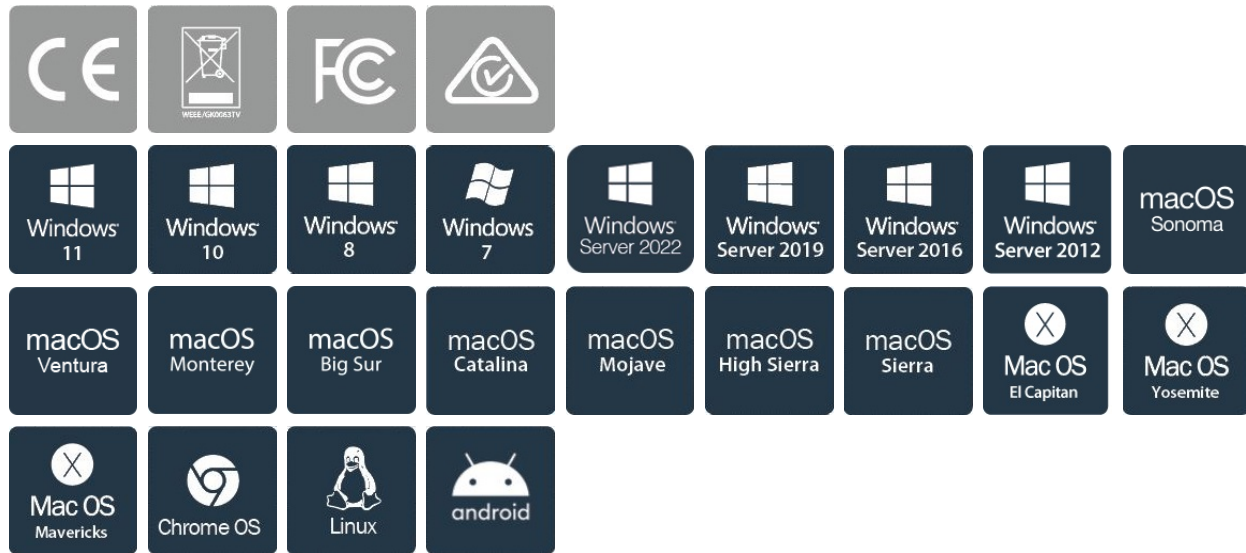 CE
WEEE/GK0063TV
FC
Windows 11
Windows 10
Windows 8
Windows 7
Windows Server 2022
Windows Server 2019
Windows Server 2016
Windows Server 2012
macOS Sonoma
macOS Ventura
macOS Monterey
macOS Big Sur
macOS Catalina
macOS Mojave
macOS High Sierra
macOS Sierra
X
Mac OS
El Capitan
X
Mac OS
Yosemite
X
Mac OS
Mavericks
Chrome OS
Linux
android